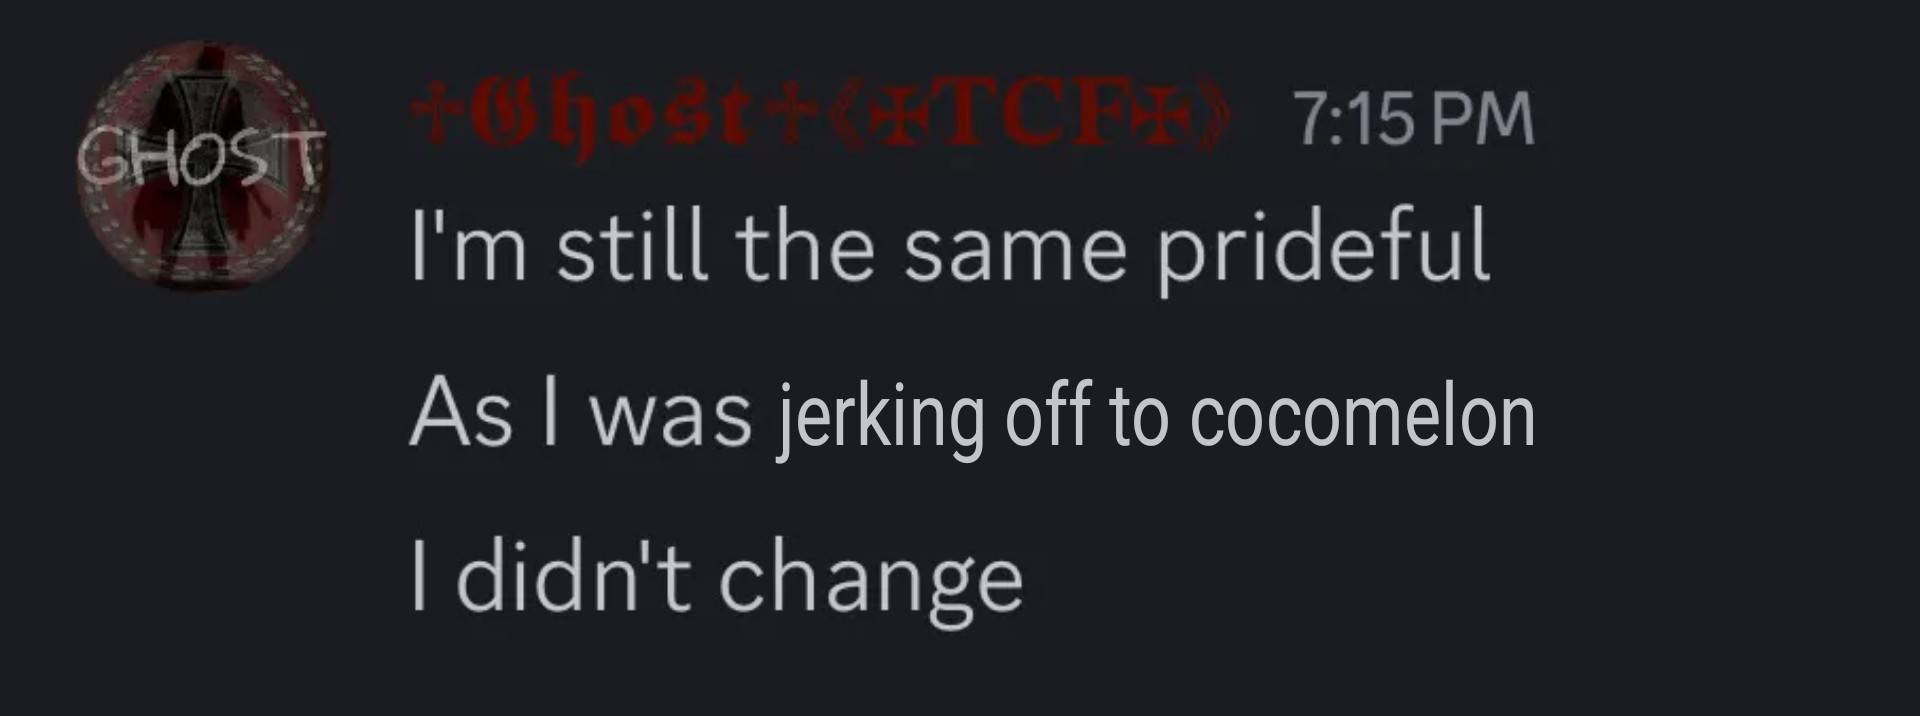 GHOST
♱𝕲𝖍𝖔𝖘𝖙♱《✠TCF✠》 7:15 PM
I'm still the same prideful
As I was jerking off to cocomelon
I didn't change